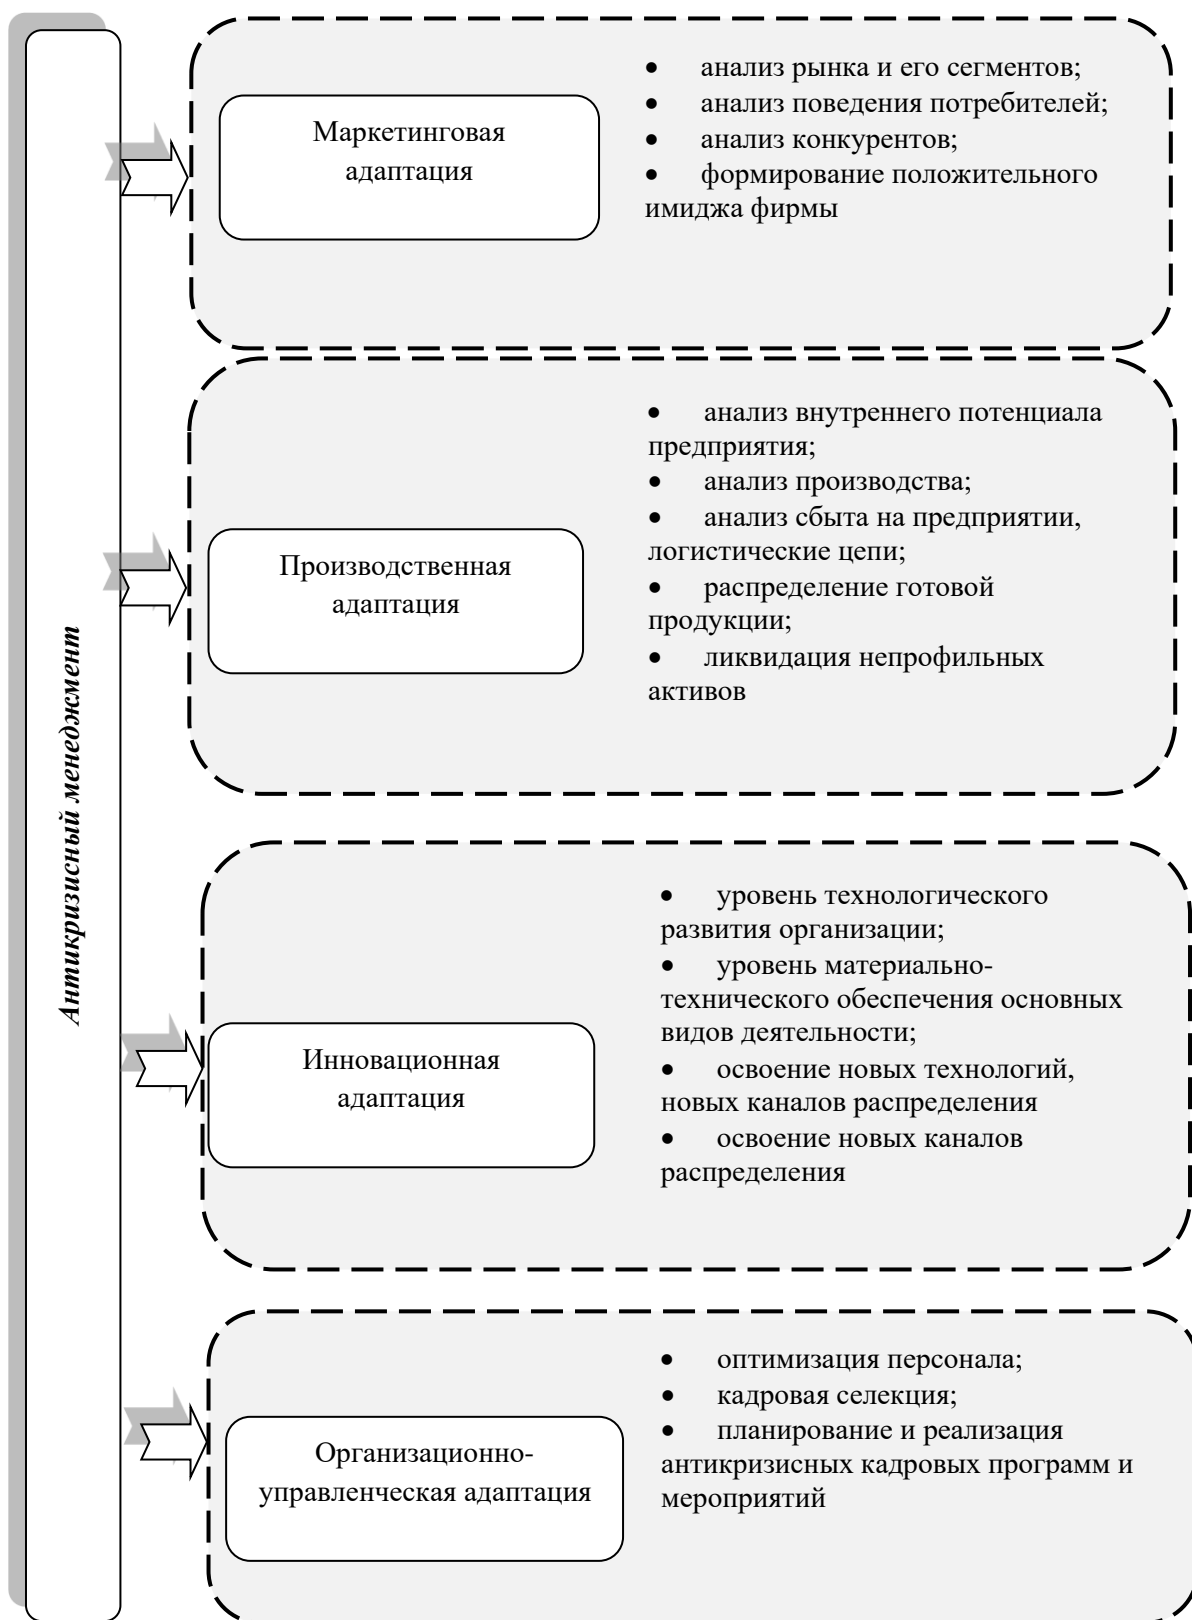 Антикризисный менеджмент
Маркетинговая
адаптация
• анализ рынка и его сегментов;
• анализ поведения потребителей;
• анализ конкурентов;
• формирование положительного
имиджа фирмы
Производственная
адаптация
• анализ внутреннего потенциала
предприятия;
• анализ производства;
• анализ сбыта на предприятии,
логистические цепи;
• распределение готовой
продукции;
• ликвидация непрофильных
активов
Инновационная
адаптация
• уровень технологического
развития организации;
• уровень материально-
технического обеспечения основных
видов деятельности;
• освоение новых технологий,
новых каналов распределения
• освоение новых каналов
распределения
Организационно-
управленческая адаптация
• оптимизация персонала;
• кадровая селекция;
• планирование и реализация
антикризисных кадровых программ и
мероприятий